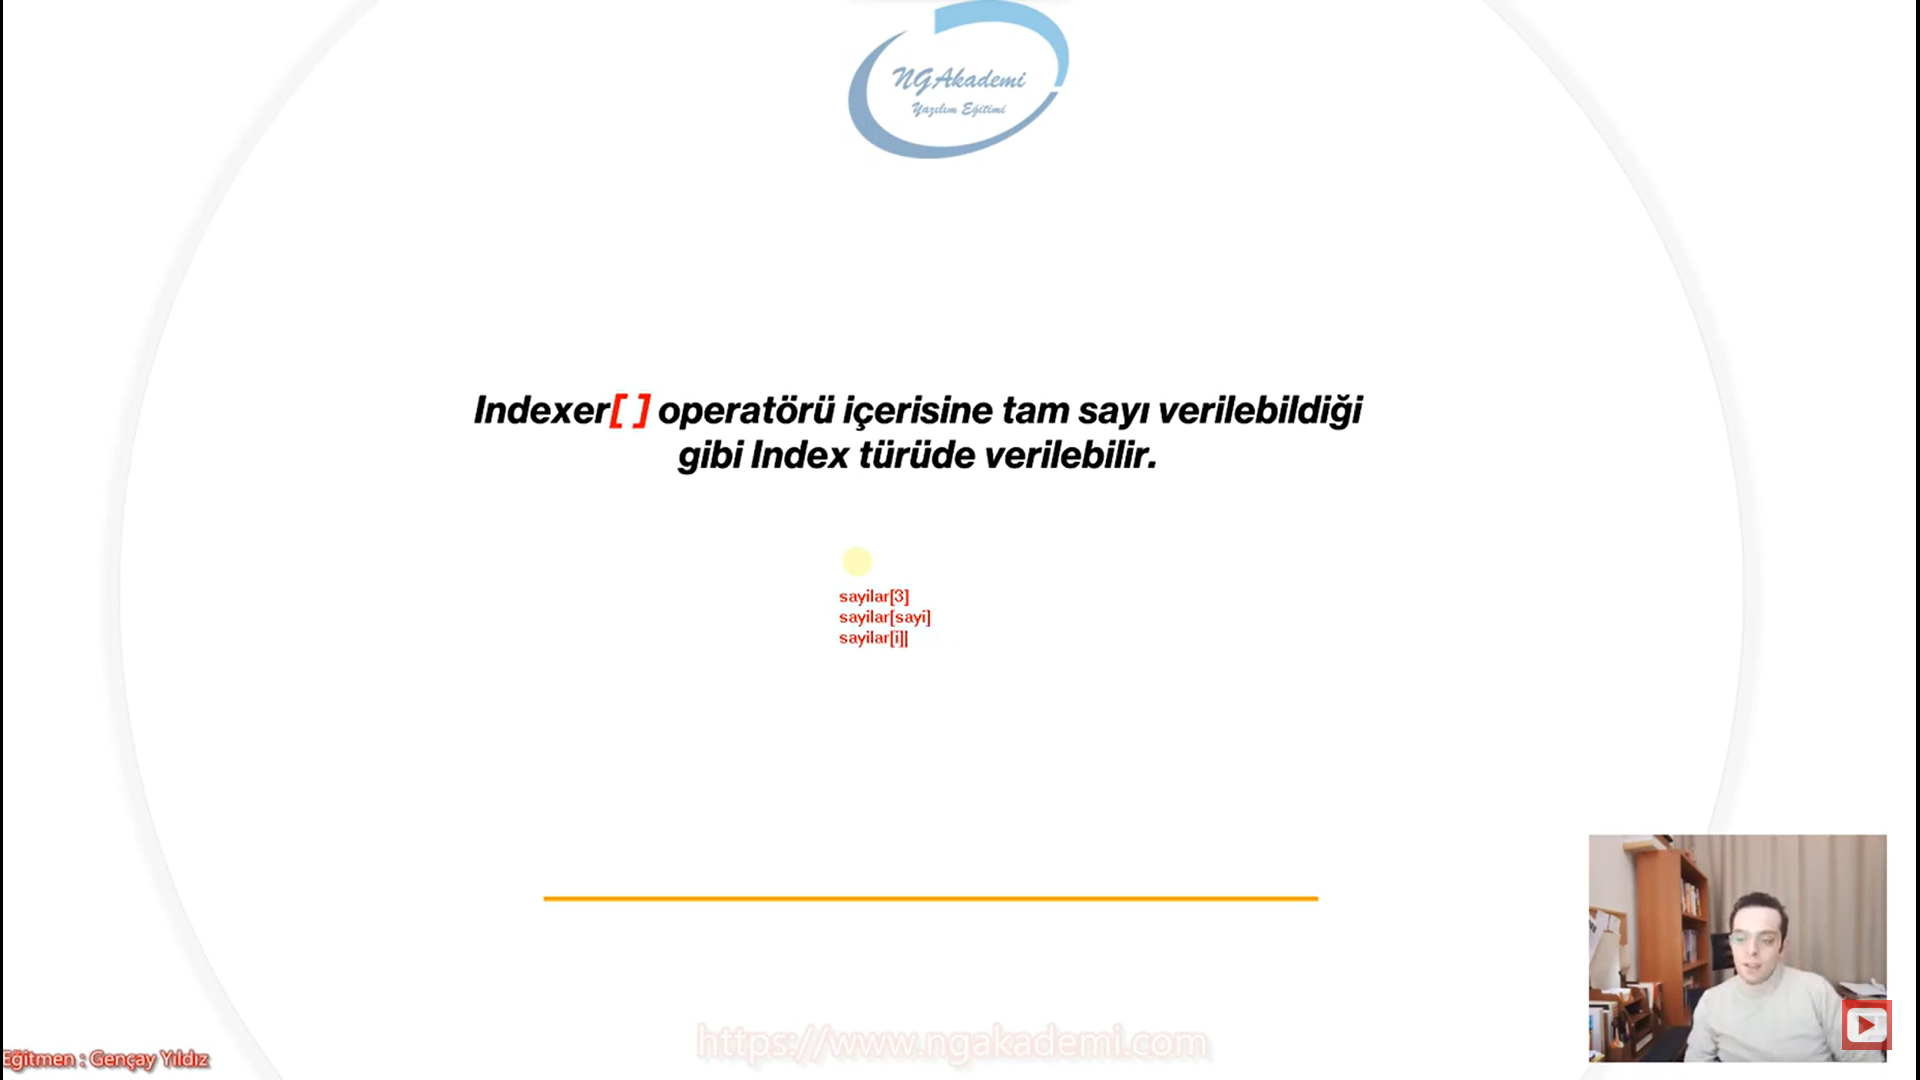 NGAkademi
Yazılım Eğitimi
Indexer[ ] operatörü içerisine tam sayı verilebildiği
gibi Index türüde verilebilir.
sayilar[3]
sayilar[sayi]
sayilar[i]|
https://www.ngakademi.com
Eğitmen : Gençay Yıldız